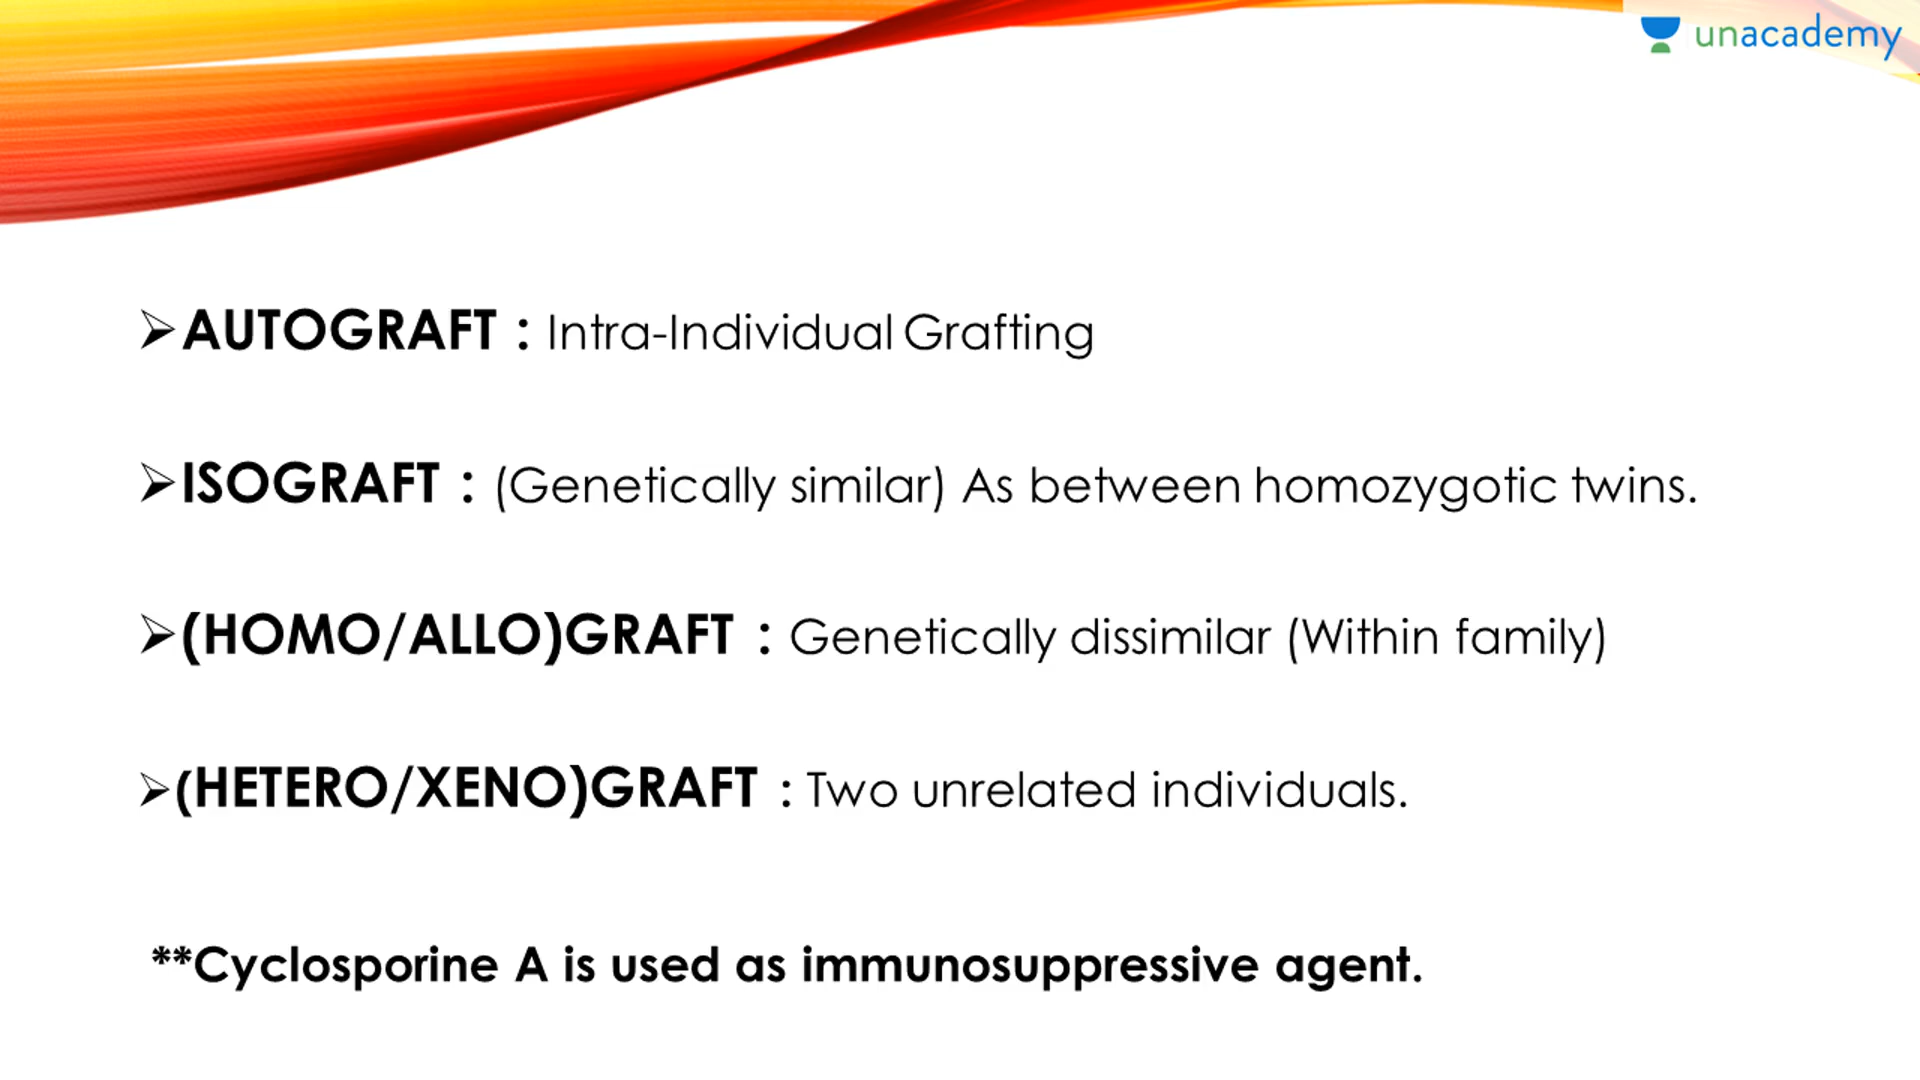 unacademy
➢AUTOGRAFT : Intra-Individual Grafting
➢ISOGRAFT : (Genetically similar) As between homozygotic twins.
➢(HOMO/ALLO)GRAFT : Genetically dissimilar (Within family)
➢(HETERO/XENO)GRAFT : Two unrelated individuals.
**Cyclosporine A is used as immunosuppressive agent.